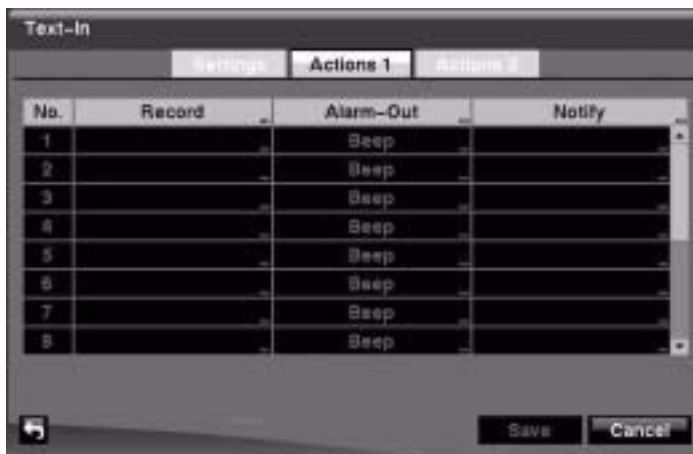 Text-In
Settings Actions 1 Actions 2
No. Record Alarm-Out Notify
1 Beep
2 Beep
3 Beep
4 Beep
5 Beep
6 Beep
7 Beep
8 Beep
Save Cancel